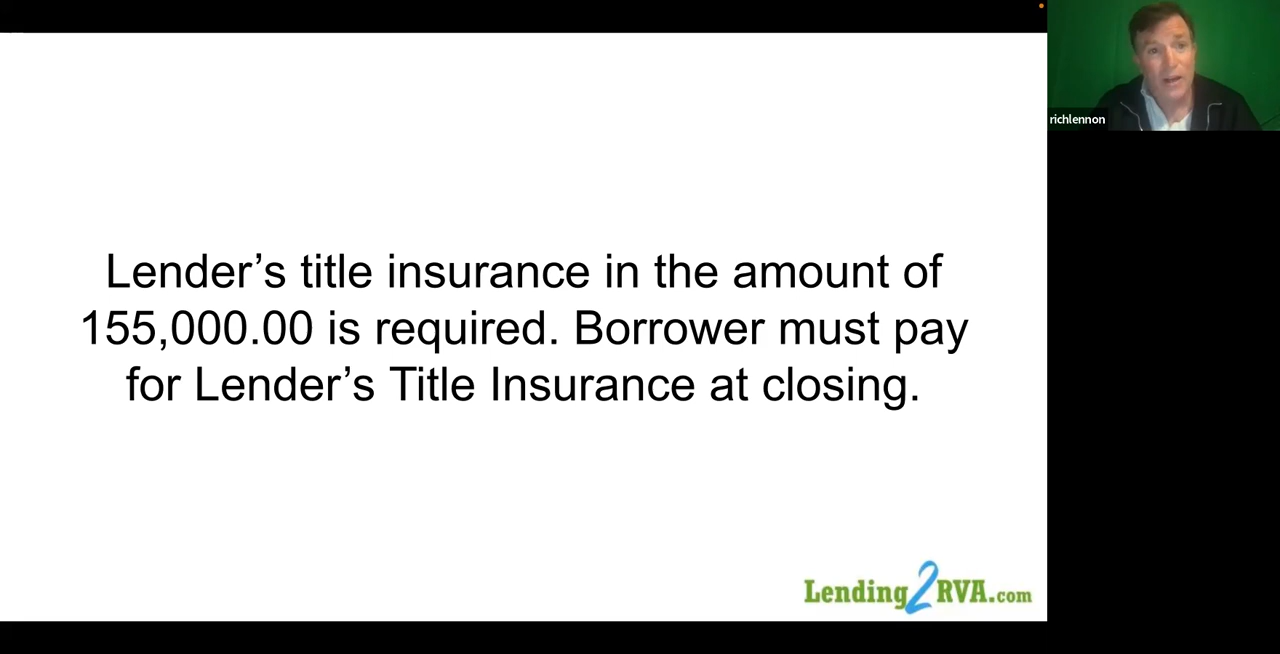 richlennon
Lender’s title insurance in the amount of
155,000.00 is required. Borrower must pay
for Lender’s Title Insurance at closing.
Lending2RVA.com